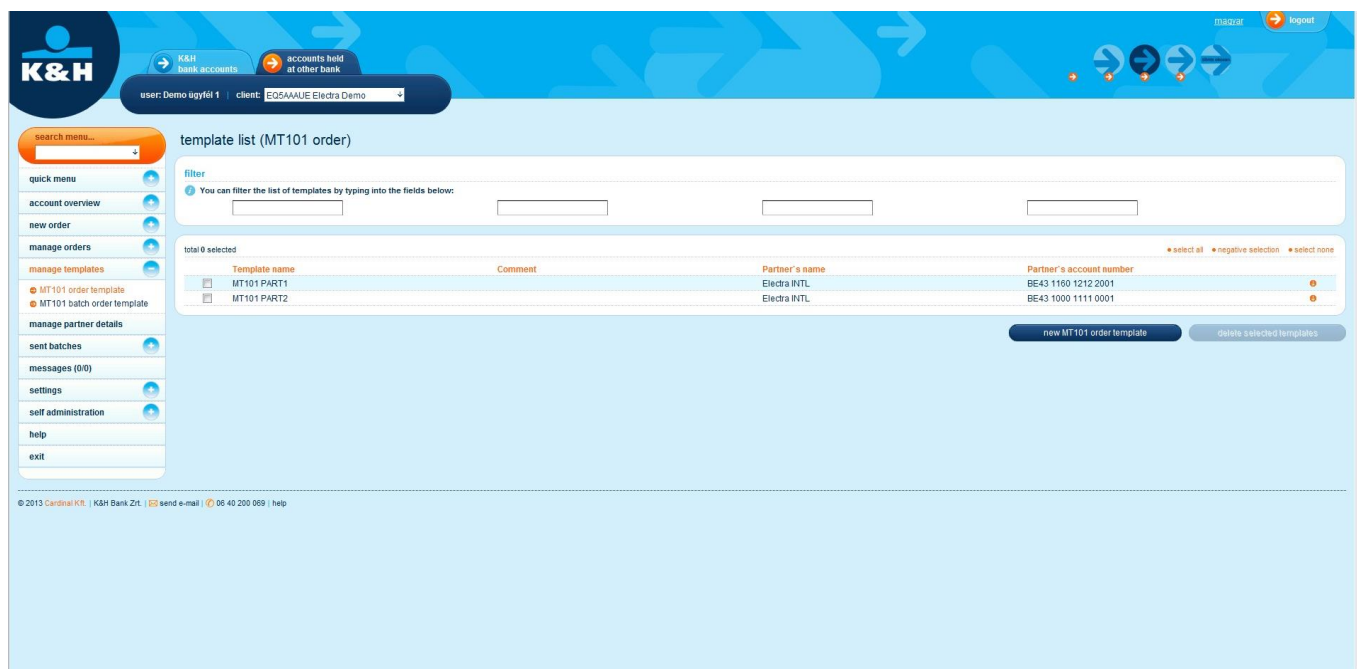 magyar
logout
K&H
K&H
bank accounts
accounts held
at other bank
user: Demo ügyfél 1 | client: EQ5AAAUE Electra Demo
search menu...
quick menu
account overview
new order
manage orders
manage templates
MT101 order template
MT101 batch order template
manage partner details
sent batches
messages (0/0)
settings
self administration
help
exit
template list (MT101 order)
filter
You can filter the list of templates by typing into the fields below:
total 0 selected
select all
negative selection
select none
Template name Comment Partner's name Partner's account number
MT101 PART1 Electra INTL BE43 1160 1212 2001
MT101 PART2 Electra INTL BE43 1000 1111 0001
new MT101 order template
delete selected templates
© 2013 Cardinal Kft. | K&H Bank Zrt. | send e-mail | 06 40 200 069 | help